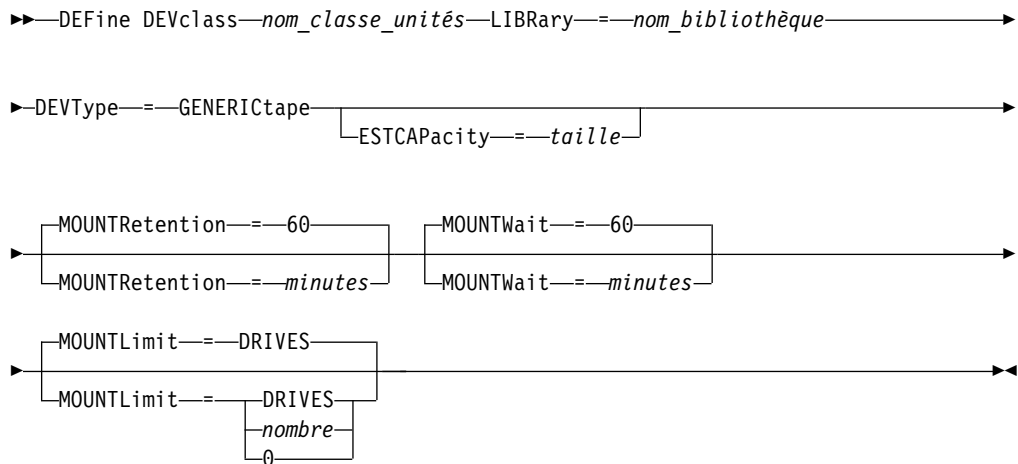 DEFine DEVclass nom_classe_unités LIBRary = nom_bibliothèque
DEVType = GENERICtape
ESTCAPacity = taille
MOUNTRetention = 60 MOUNTWait = 60
MOUNTRetention = minutes MOUNTWait = minutes
MOUNTLimit = DRIVES
MOUNTLimit = DRIVES
nombre
0